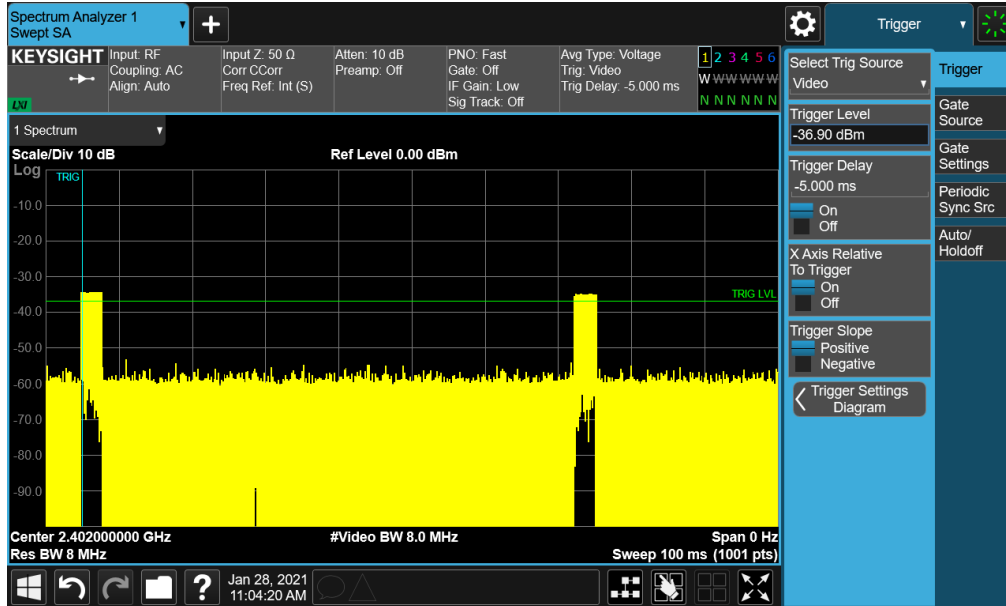 Spectrum Analyzer 1
Swept SA
+
Trigger
KEYSIGHT
LXI
Input: RF
Coupling: AC
Align: Auto
Input Z: 50 Ω
Corr CCorr
Freq Ref: Int (S)
Atten: 10 dB
Preamp: Off
PNO: Fast
Gate: Off
IF Gain: Low
Sig Track: Off
Avg Type: Voltage
Trig: Video
Trig Delay: -5.000 ms
1 2 3 4 5 6
W W W W W W
N N N N N N
1 Spectrum
Scale/Div 10 dB
Ref Level 0.00 dBm
Log
TRIG
-10.0
-20.0
-30.0
TRIG LVL
-40.0
-50.0
-60.0
-70.0
-80.0
-90.0
Center 2.402000000 GHz
#Video BW 8.0 MHz
Span 0 Hz
Res BW 8 MHz
Sweep 100 ms (1001 pts)
Select Trig Source
Video
Trigger Level
-36.90 dBm
Trigger Delay
-5.000 ms
On
Off
X Axis Relative
To Trigger
On
Off
Trigger Slope
Positive
Negative
Trigger Settings
Diagram
Trigger
Gate
Source
Gate
Settings
Periodic
Sync Src
Auto/
Holdoff
?
Jan 28, 2021
11:04:20 AM